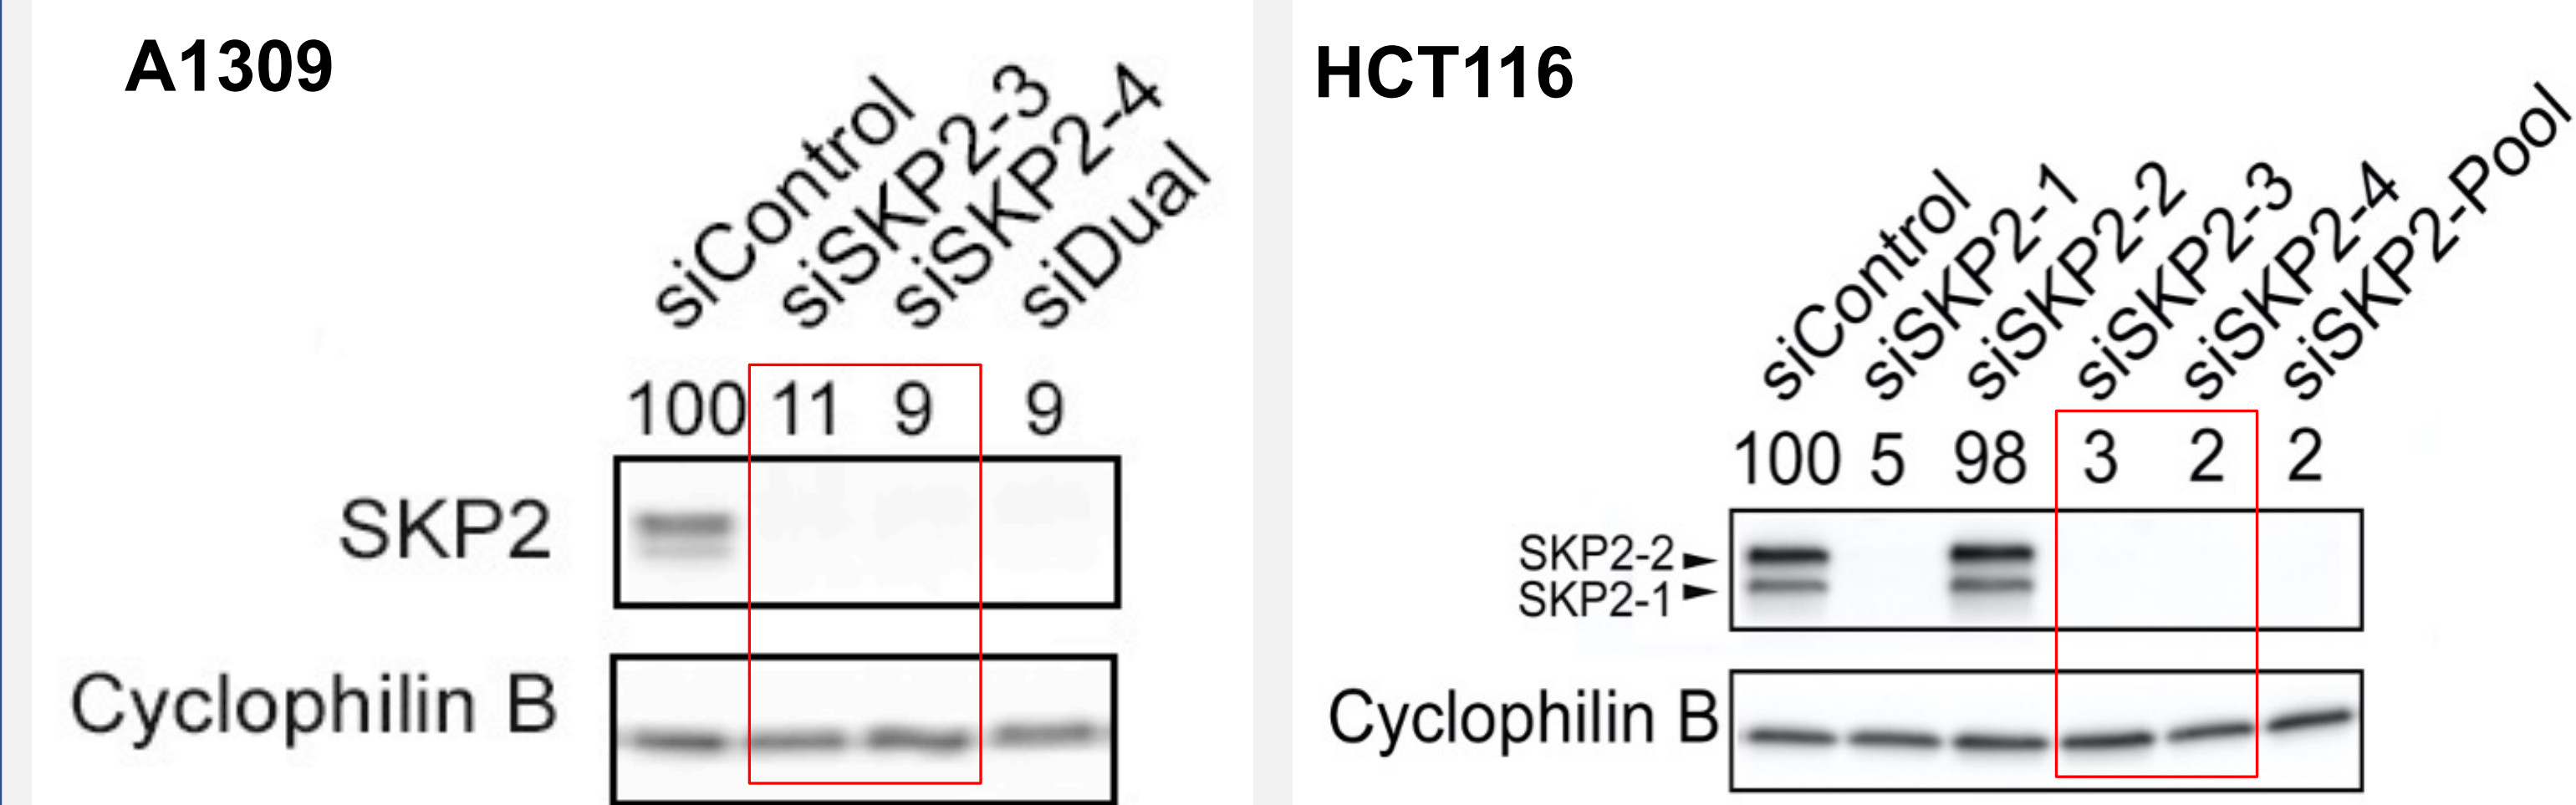 A1309
siControl
siSKP2-3
siSKP2-4
siDual
100 11 9 9
SKP2
Cyclophilin B
HCT116
siControl
siSKP2-1
siSKP2-2
siSKP2-3
siSKP2-4
siSKP2-Pool
100 5 98 3 2 2
SKP2-2
SKP2-1
Cyclophilin B